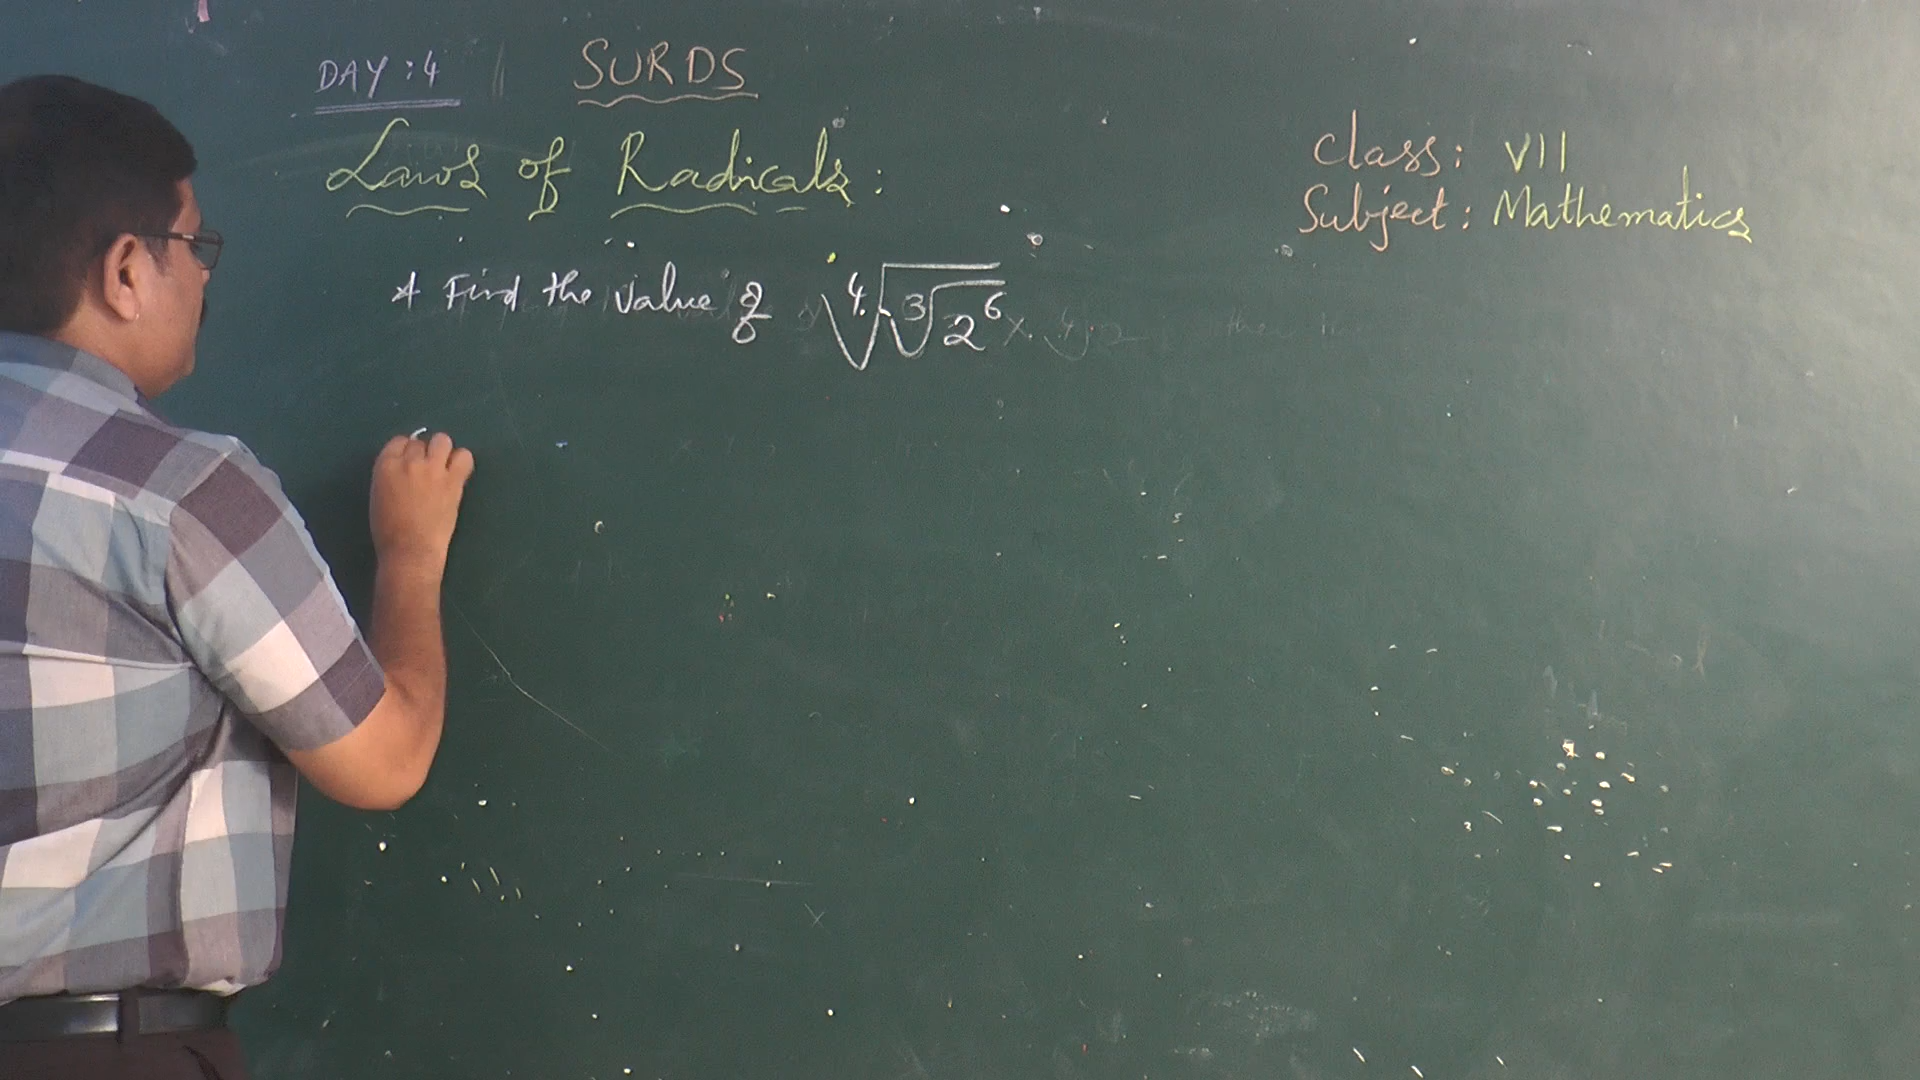 DAY : 4 SURDS
Laws of Radicals :
Class : VII
Subject : Mathematics
* Find the value of ⁴√³√2⁶